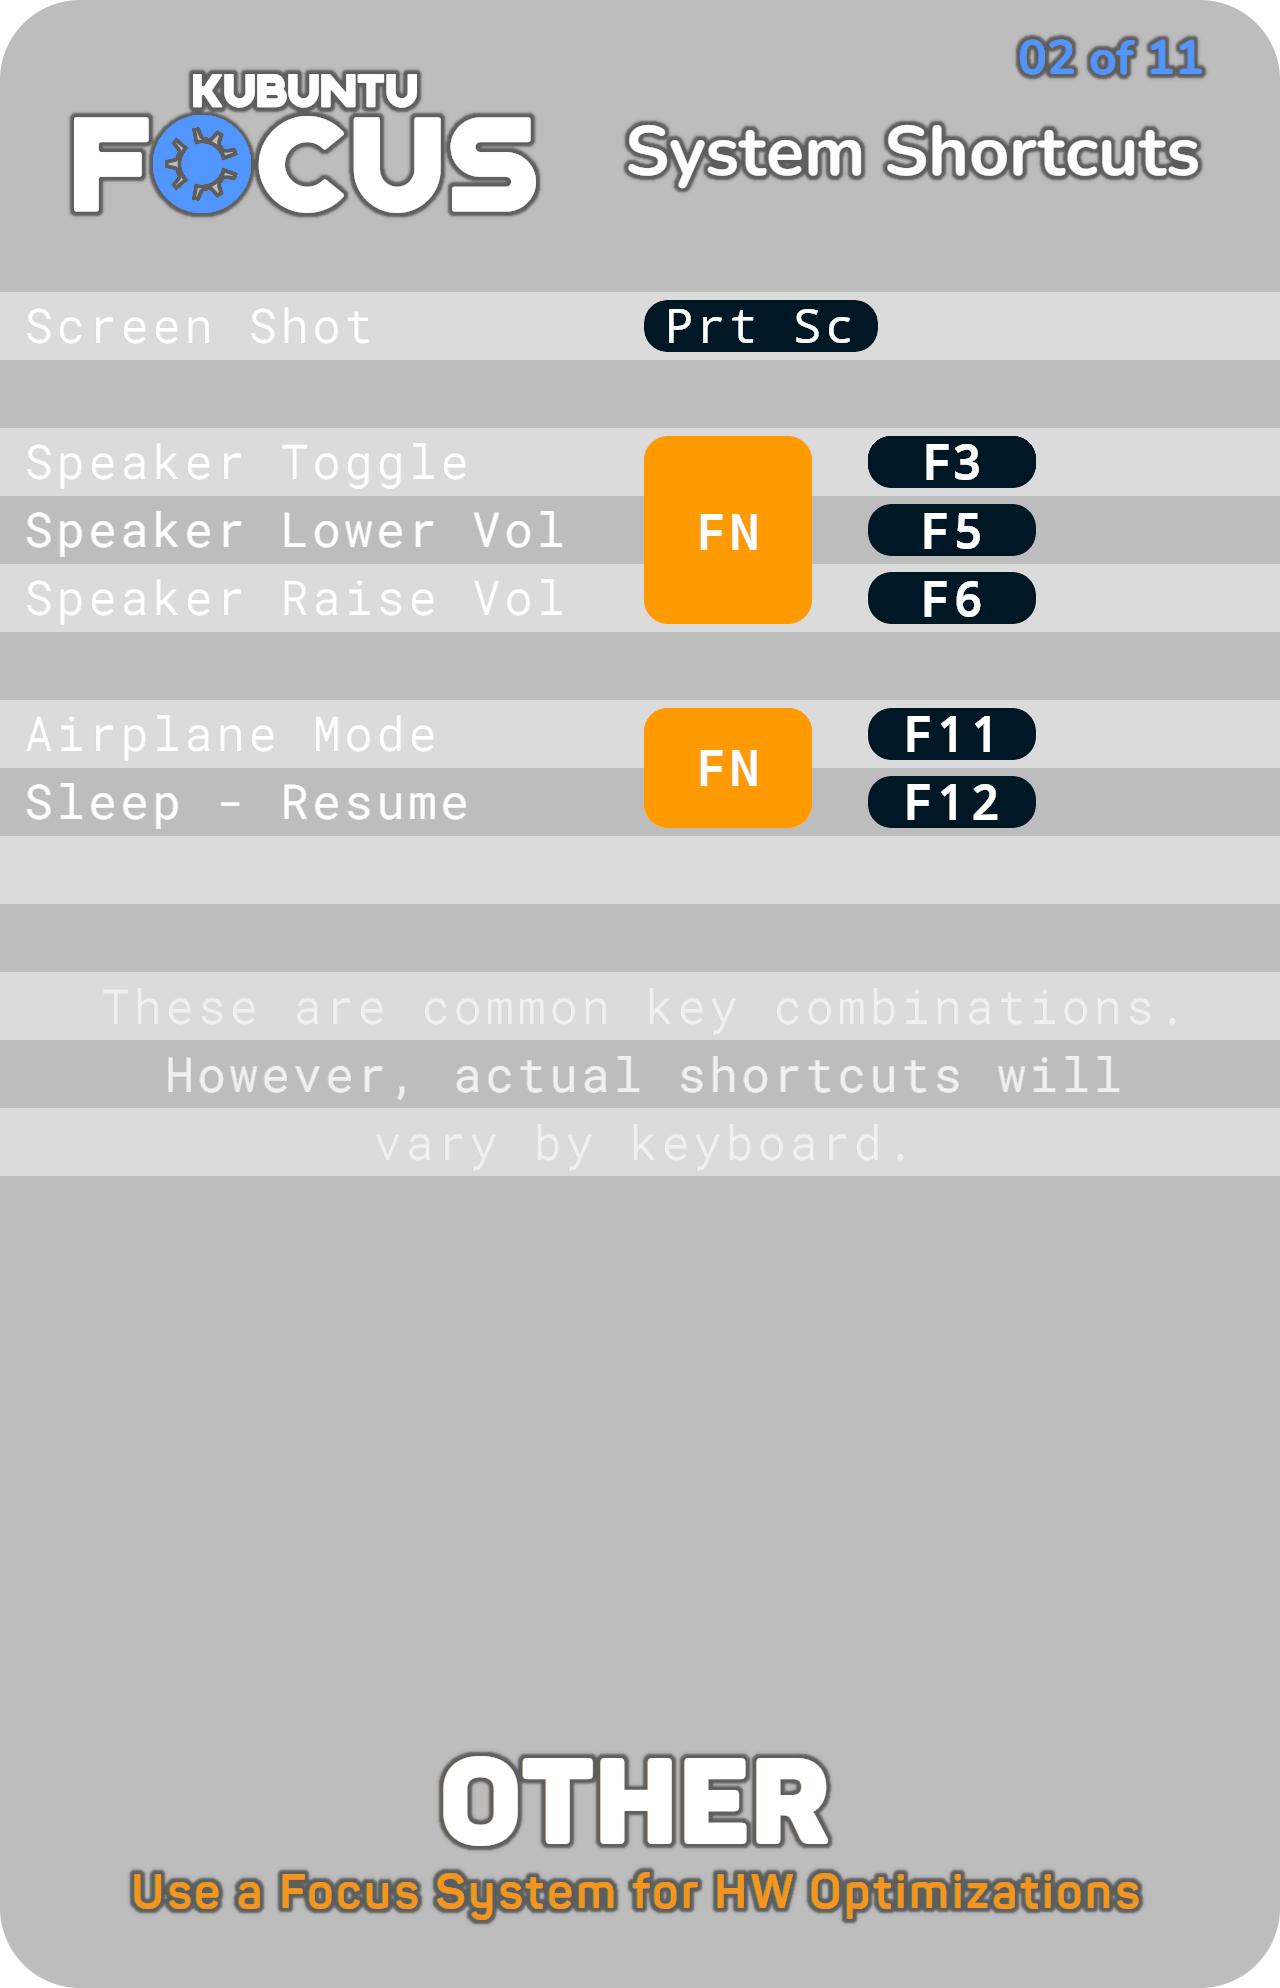 02 of 11
KUBUNTU
FOCUS
System Shortcuts
Screen Shot Prt Sc
Speaker Toggle F3
Speaker Lower Vol FN F5
Speaker Raise Vol F6
Airplane Mode F11
FN
Sleep - Resume F12
These are common key combinations.
However, actual shortcuts will
vary by keyboard.
OTHER
Use a Focus System for HW Optimizations